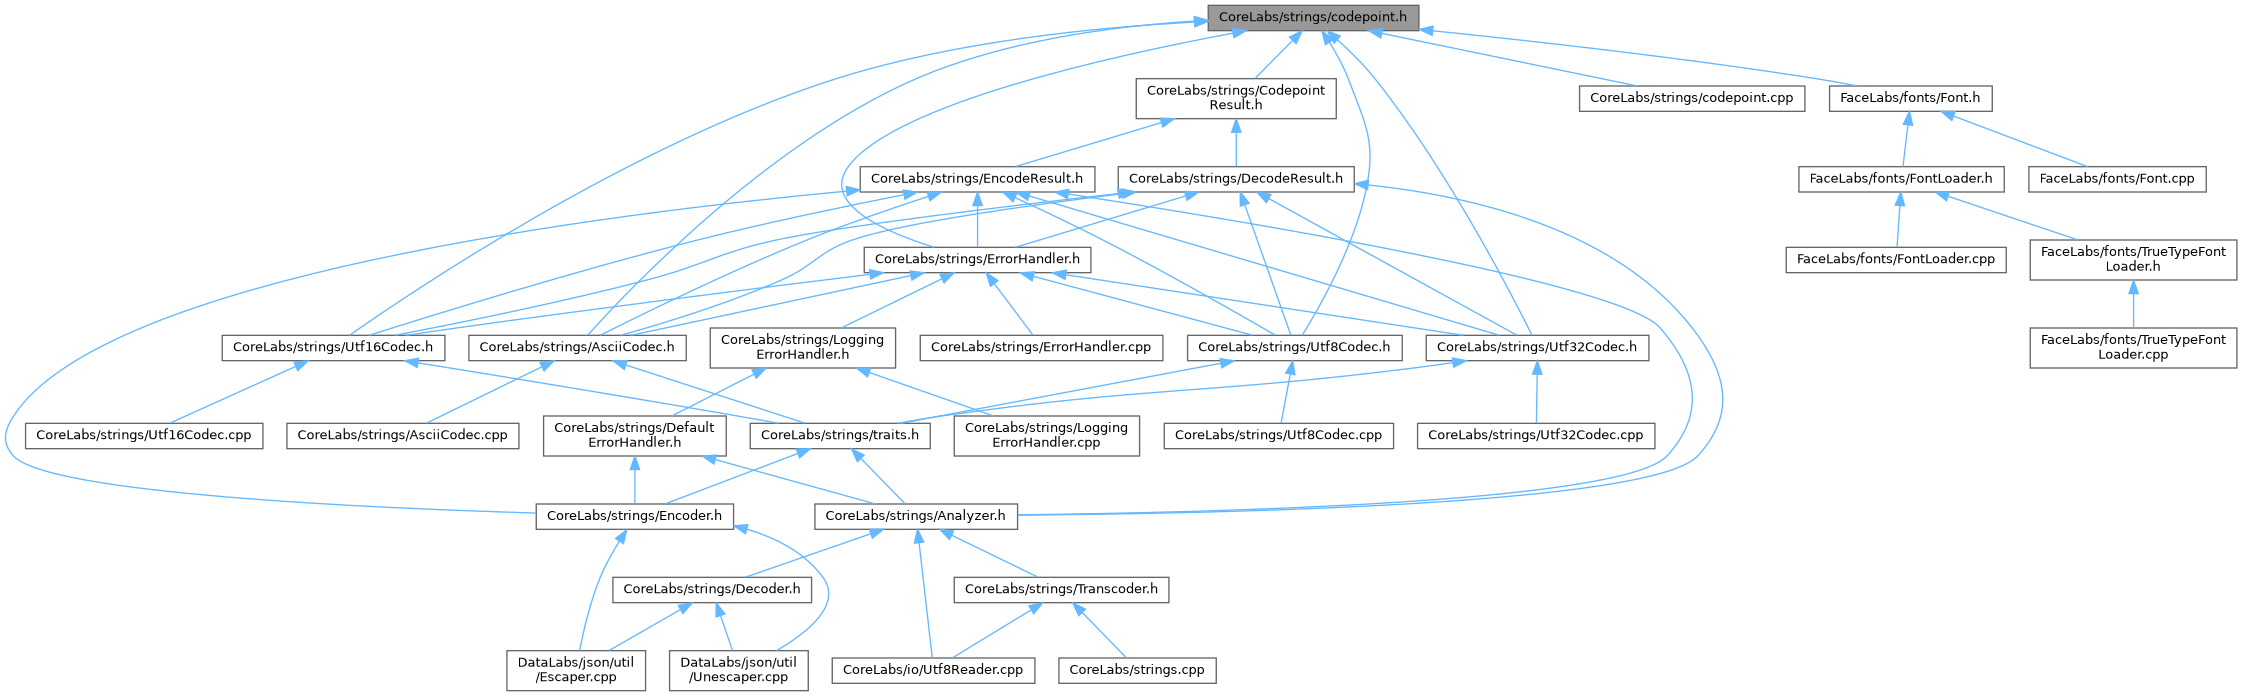 CoreLabs/strings/codepoint.h
CoreLabs/strings/Codepoint
Result.h
CoreLabs/strings/codepoint.cpp
FaceLabs/fonts/Font.h
CoreLabs/strings/EncodeResult.h
CoreLabs/strings/DecodeResult.h
FaceLabs/fonts/FontLoader.h
FaceLabs/fonts/Font.cpp
CoreLabs/strings/ErrorHandler.h
FaceLabs/fonts/FontLoader.cpp
FaceLabs/fonts/TrueTypeFont
Loader.h
CoreLabs/strings/Utf16Codec.h
CoreLabs/strings/AsciiCodec.h
CoreLabs/strings/Logging
ErrorHandler.h
CoreLabs/strings/ErrorHandler.cpp
CoreLabs/strings/Utf8Codec.h
CoreLabs/strings/Utf32Codec.h
FaceLabs/fonts/TrueTypeFont
Loader.cpp
CoreLabs/strings/Utf16Codec.cpp
CoreLabs/strings/AsciiCodec.cpp
CoreLabs/strings/Default
ErrorHandler.h
CoreLabs/strings/traits.h
CoreLabs/strings/Logging
ErrorHandler.cpp
CoreLabs/strings/Utf8Codec.cpp
CoreLabs/strings/Utf32Codec.cpp
CoreLabs/strings/Encoder.h
CoreLabs/strings/Analyzer.h
CoreLabs/strings/Decoder.h
CoreLabs/strings/Transcoder.h
DataLabs/json/util
/Escaper.cpp
DataLabs/json/util
/Unescaper.cpp
CoreLabs/io/Utf8Reader.cpp
CoreLabs/strings.cpp